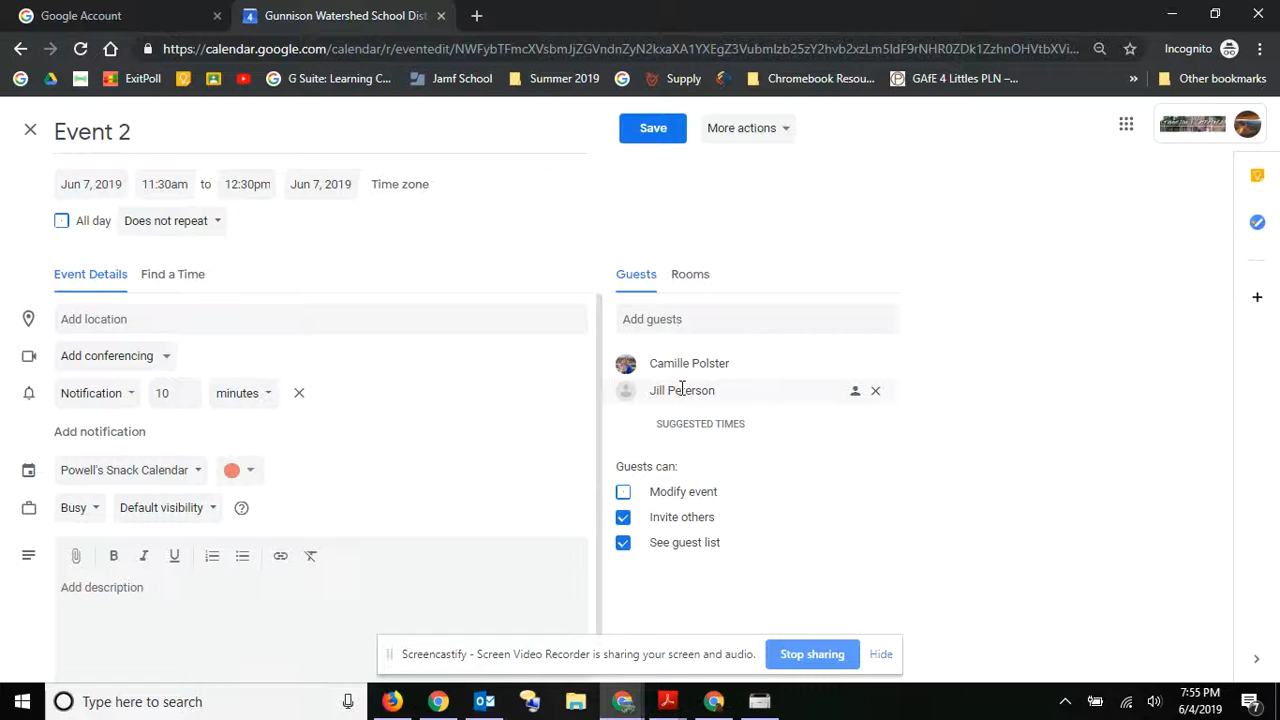 Google Account
Gunnison Watershed School Dist
https://calendar.google.com/calendar/r/eventedit/
Incognito
ExitPoll
G Suite: Learning C...
Jamf School
Summer 2019
Supply
Chromebook Resou...
GAfE 4 Littles PLN –...
Other bookmarks
Event 2
Save
More actions
Jun 7, 2019
11:30am
to
12:30pm
Jun 7, 2019
Time zone
All day
Does not repeat
Event Details
Find a Time
Guests
Rooms
Add location
Add guests
Add conferencing
Camille Polster
Notification
10
minutes
Jill Peterson
SUGGESTED TIMES
Add notification
Powell's Snack Calendar
Guests can:
Modify event
Busy
Default visibility
Invite others
See guest list
B I U
Add description
Screencastify - Screen Video Recorder is sharing your screen and audio.
Stop sharing
Hide
Type here to search
7:55 PM
6/4/2019
7